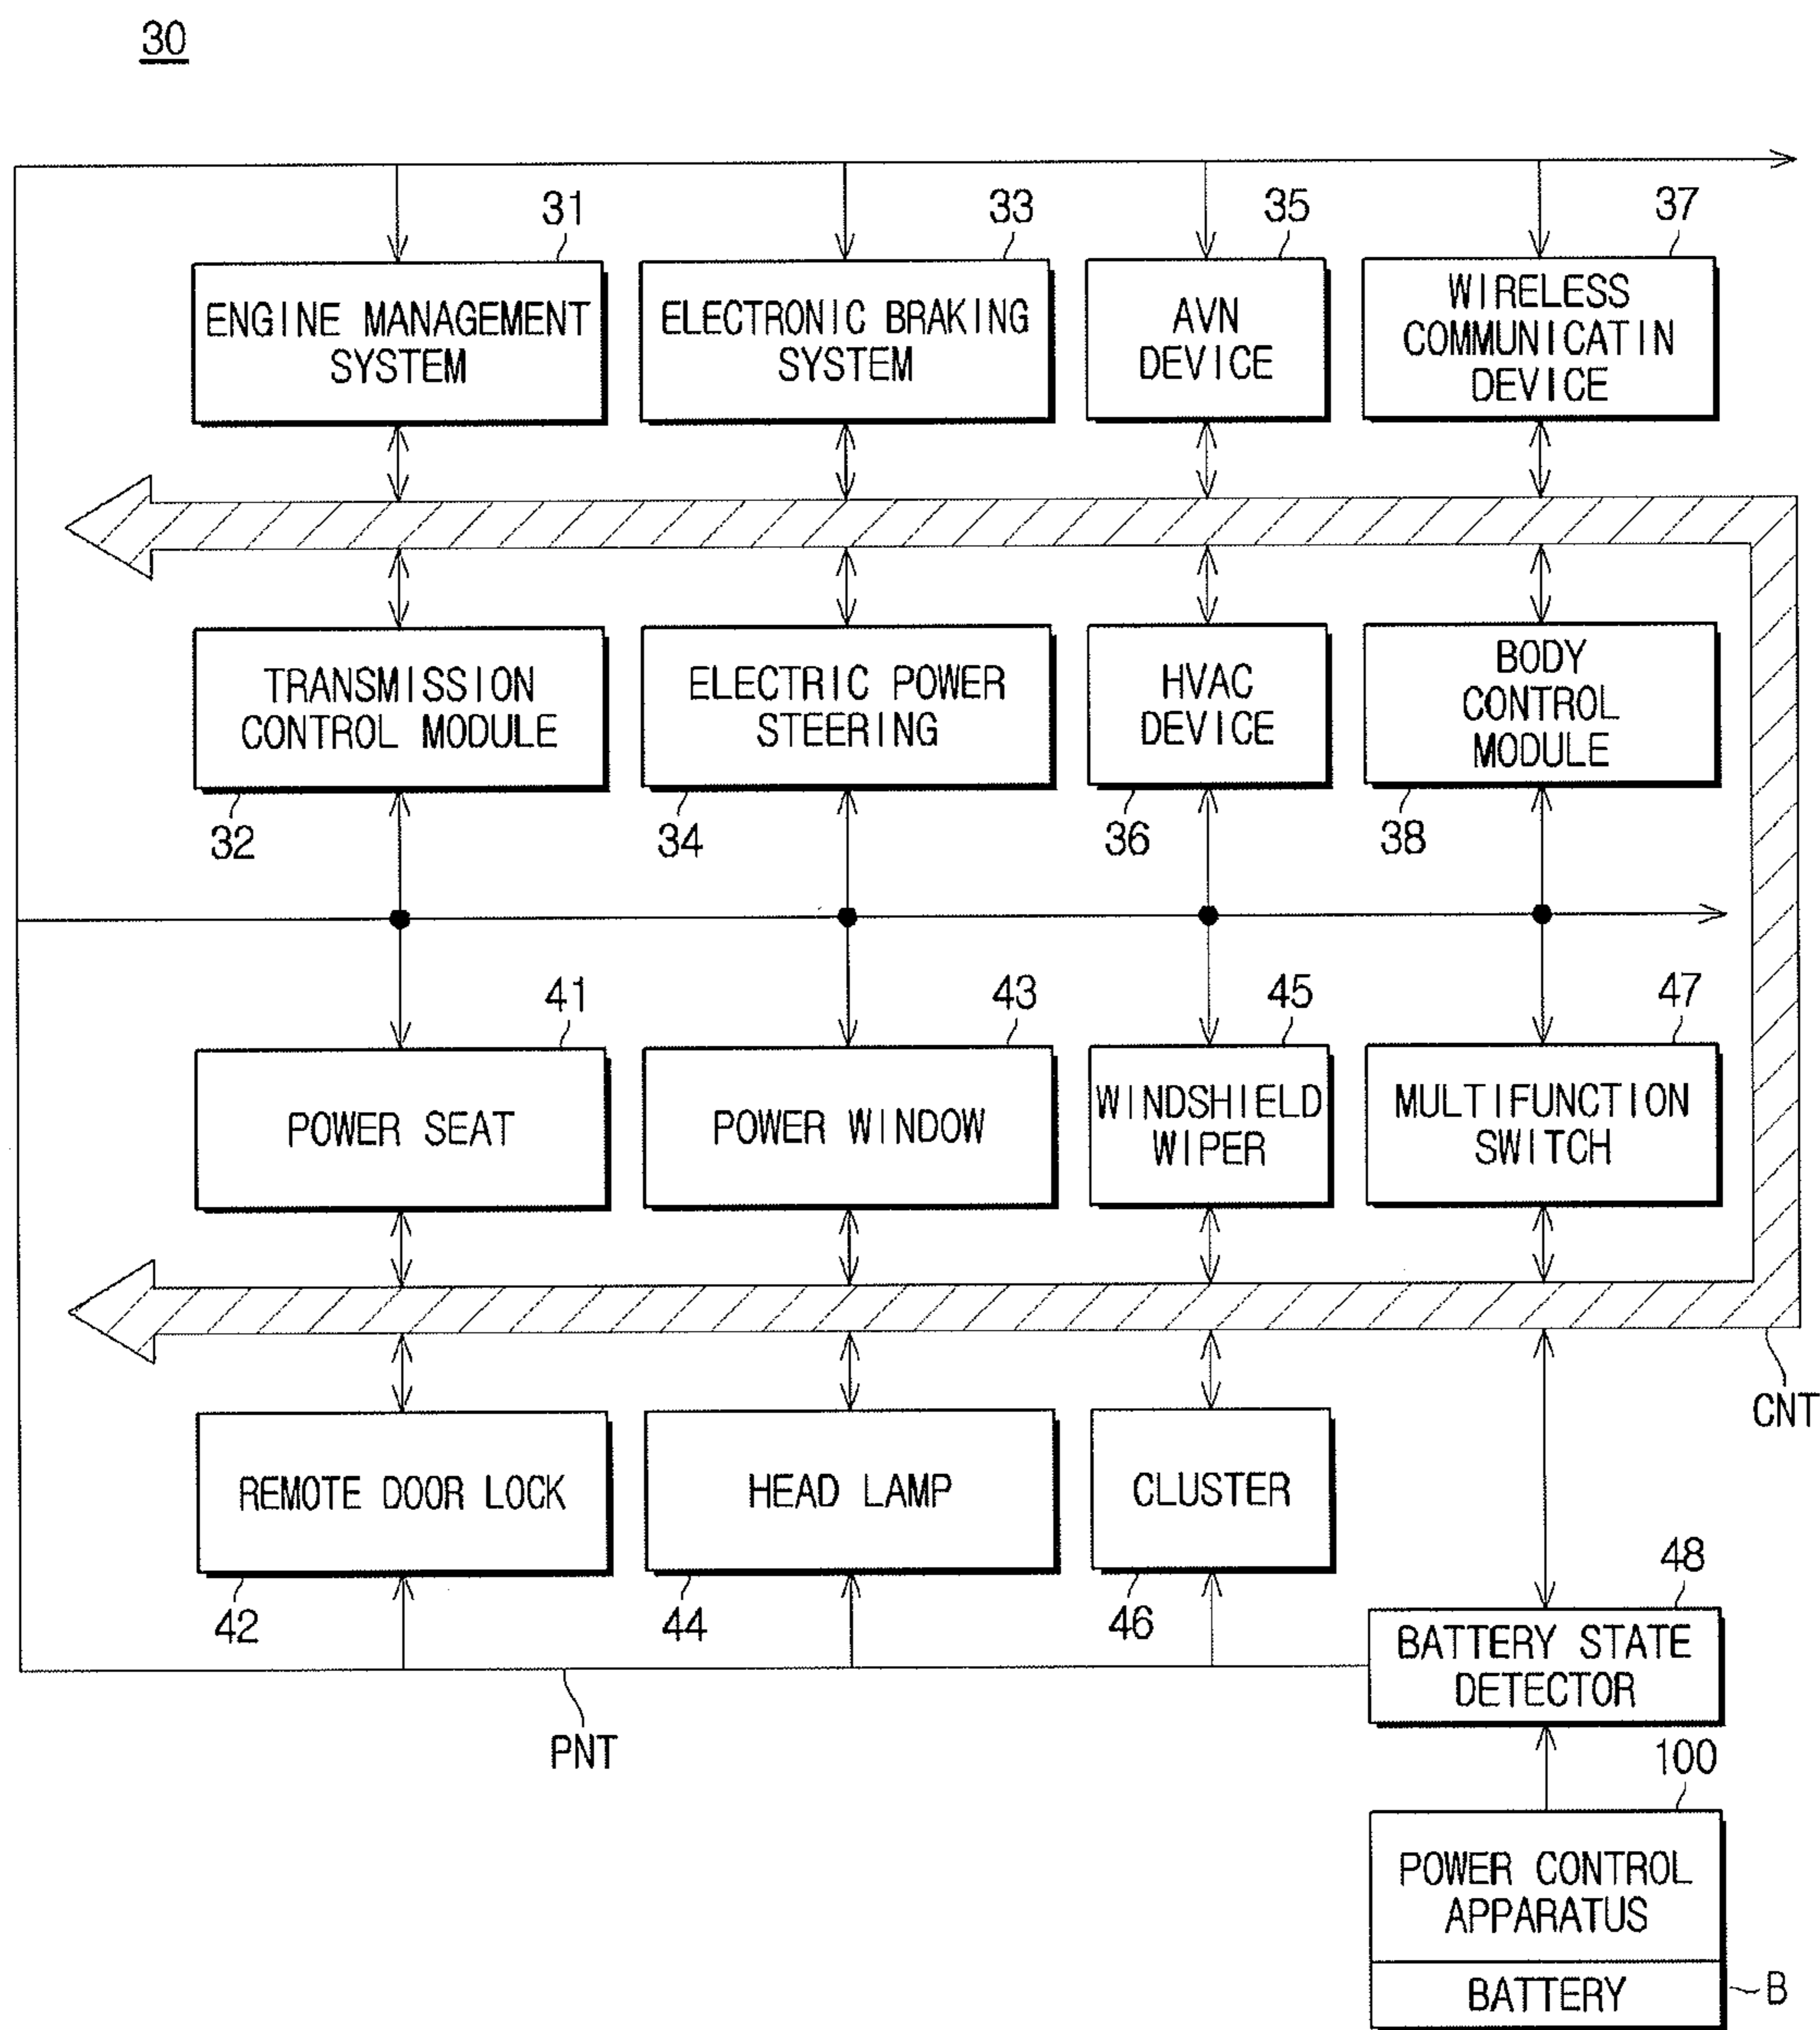 30
31
33
35
37
ENGINE MANAGEMENT
SYSTEM
ELECTRONIC BRAKING
SYSTEM
AVN
DEVICE
WIRELESS
COMMUNICATIN
DEVICE
TRANSMISSION
CONTROL MODULE
ELECTRIC POWER
STEERING
HVAC
DEVICE
BODY
CONTROL
MODULE
32
34
36
38
41
43
45
47
POWER SEAT
POWER WINDOW
WINDSHIELD
WIPER
MULTIFUNCTION
SWITCH
CNT
REMOTE DOOR LOCK
HEAD LAMP
CLUSTER
42
44
46
48
BATTERY STATE
DETECTOR
PNT
100
POWER CONTROL
APPARATUS
BATTERY
B